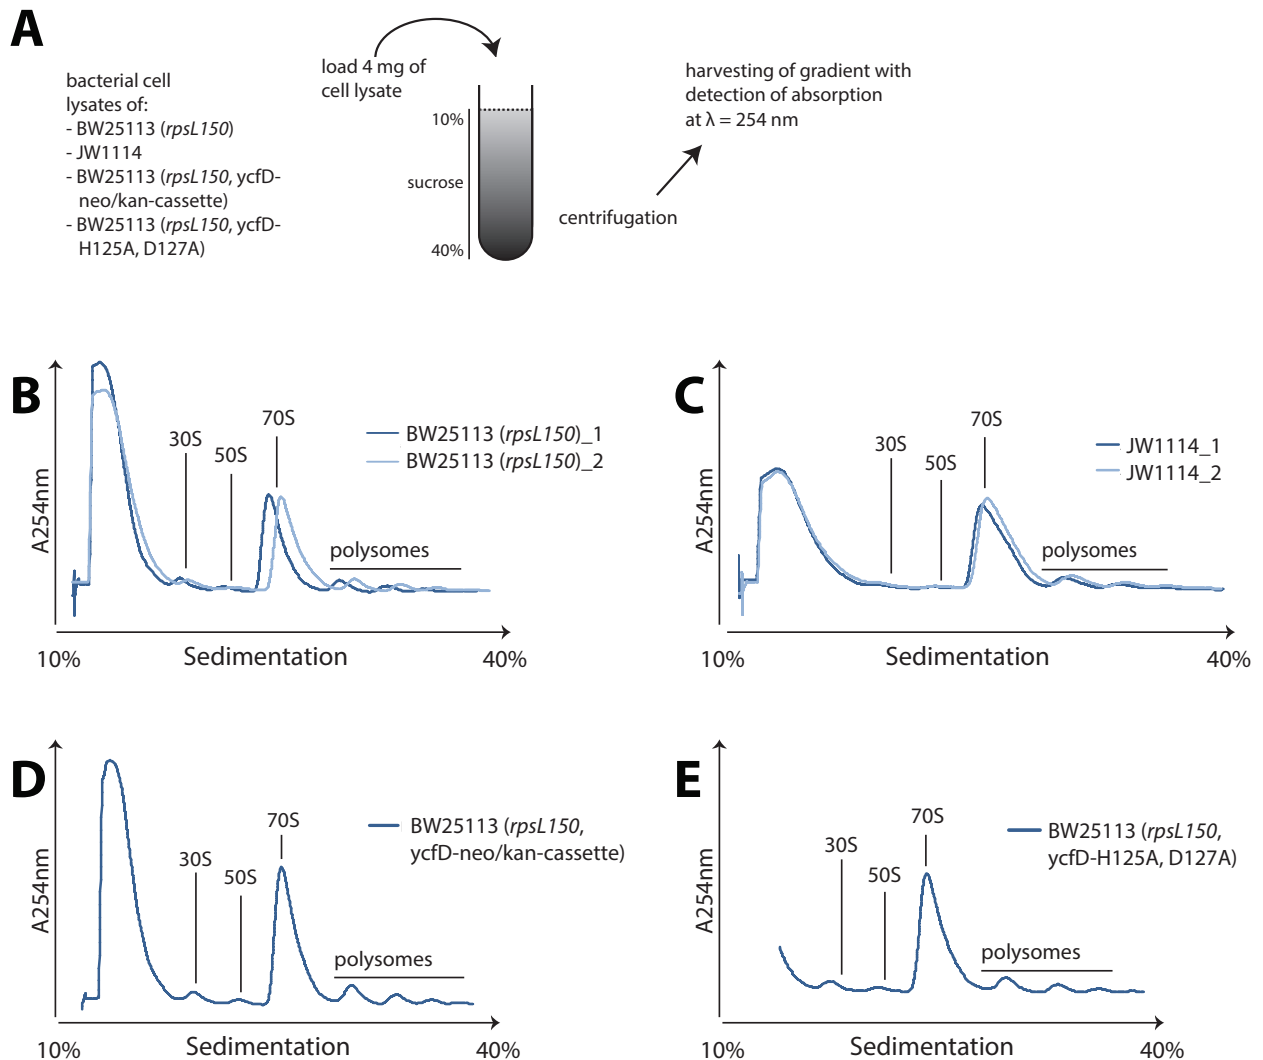 A
bacterial cell
lysates of:
- BW25113 (rpsL150)
- JW1114
- BW25113 (rpsL150, ycfD-
neo/kan-cassette)
- BW25113 (rpsL150, ycfD-
H125A, D127A)
load 4 mg of
cell lysate
10%
sucrose
40%
centrifugation
harvesting of gradient with
detection of absorption
at λ = 254 nm
B
A254nm
30S
50S
70S
polysomes
BW25113 (rpsL150)_1
BW25113 (rpsL150)_2
10%
Sedimentation
40%
C
A254nm
30S
50S
70S
polysomes
JW1114_1
JW1114_2
10%
Sedimentation
40%
D
A254nm
30S
50S
70S
polysomes
BW25113 (rpsL150,
ycfD-neo/kan-cassette)
10%
Sedimentation
40%
E
A254nm
30S
50S
70S
polysomes
BW25113 (rpsL150,
ycfD-H125A, D127A)
10%
Sedimentation
40%